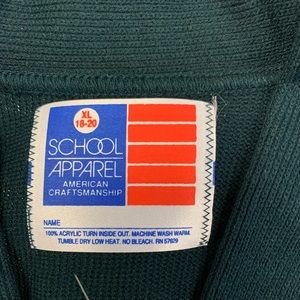 XL
18-20
SCHOOL
APPAREL
AMERICAN
CRAFTSMANSHIP
NAME
100% ACRYLIC TURN INSIDE OUT. MACHINE WASH WARM.
TUMBLE DRY LOW HEAT. NO BLEACH. RN 57629